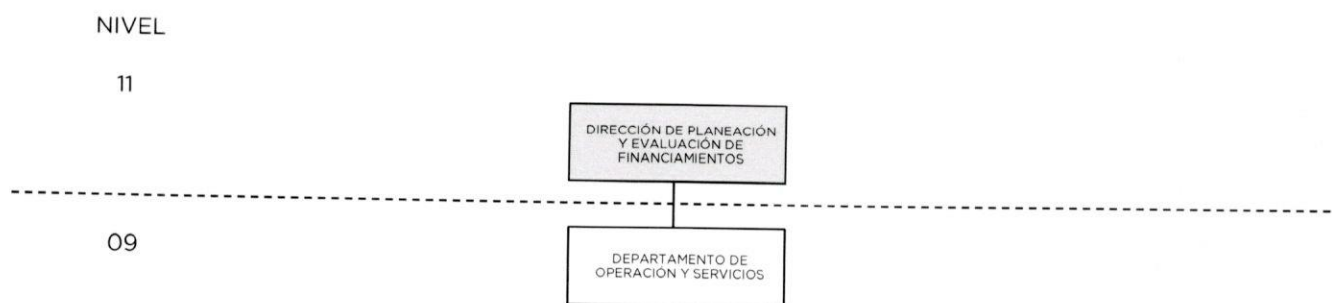 NIVEL
11
DIRECCIÓN DE PLANEACIÓN
Y EVALUACIÓN DE
FINANCIAMIENTOS
09
DEPARTAMENTO DE
OPERACIÓN Y SERVICIOS